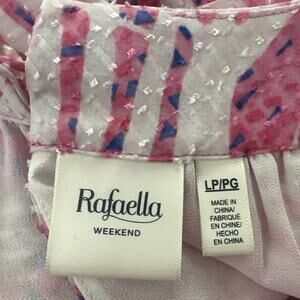 Rafaella
WEEKEND
LP/PG
MADE IN
CHINA/
FABRIQUÉ
EN CHINE/
HECHO
EN CHINA